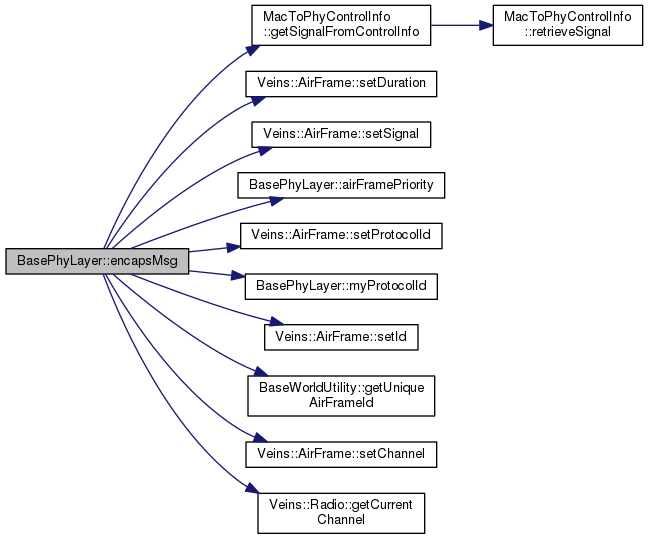 MacToPhyControlInfo
::getSignalFromControlInfo
MacToPhyControlInfo
::retrieveSignal
Veins::AirFrame::setDuration
Veins::AirFrame::setSignal
BasePhyLayer::airFramePriority
Veins::AirFrame::setProtocolId
BasePhyLayer::encapsMsg
BasePhyLayer::myProtocolId
Veins::AirFrame::setId
BaseWorldUtility::getUnique
AirFrameId
Veins::AirFrame::setChannel
Veins::Radio::getCurrent
Channel